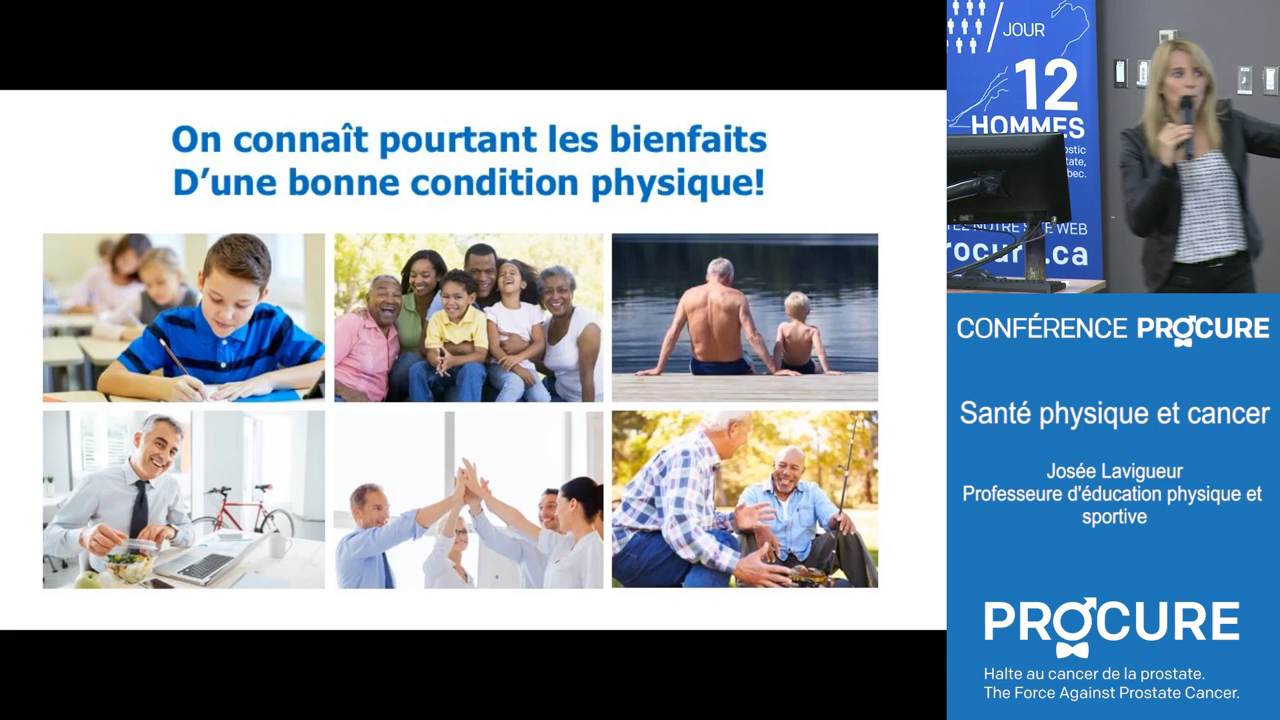 On connaît pourtant les bienfaits
D’une bonne condition physique!
/JOUR
12
HOMMES
ostic
tate,
bec.
TEZ NOTRE SITE WEB
rocure.ca
CONFÉRENCE PROCURE
Santé physique et cancer
Josée Lavigueur
Professeure d'éducation physique et
sportive
PROCURE
Halte au cancer de la prostate.
The Force Against Prostate Cancer.